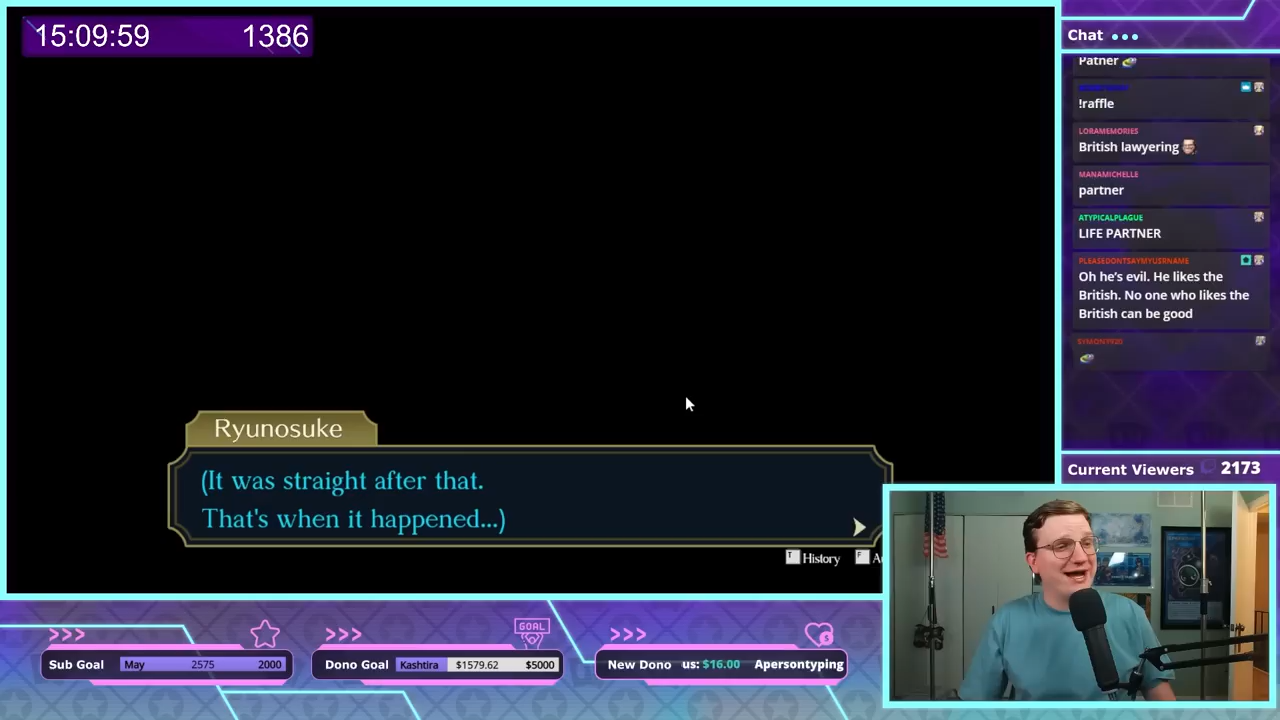 15:09:59 1386
Chat
Patner
!raffle
LORAMEMORIES
British lawyering
MANAMICHELLE
partner
ATYPICALPLAGUE
LIFE PARTNER
PLEASEDONTSAYMYUSRNAME
Oh he's evil. He likes the
British. No one who likes the
British can be good
SYMON1920
Current Viewers 2173
Ryunosuke
(It was straight after that.
That's when it happened...)
T History F
GOAL
Sub Goal May 2575 2000
Dono Goal Kashtira $1579.62 $5000
New Dono us: $16.00 Apersontyping